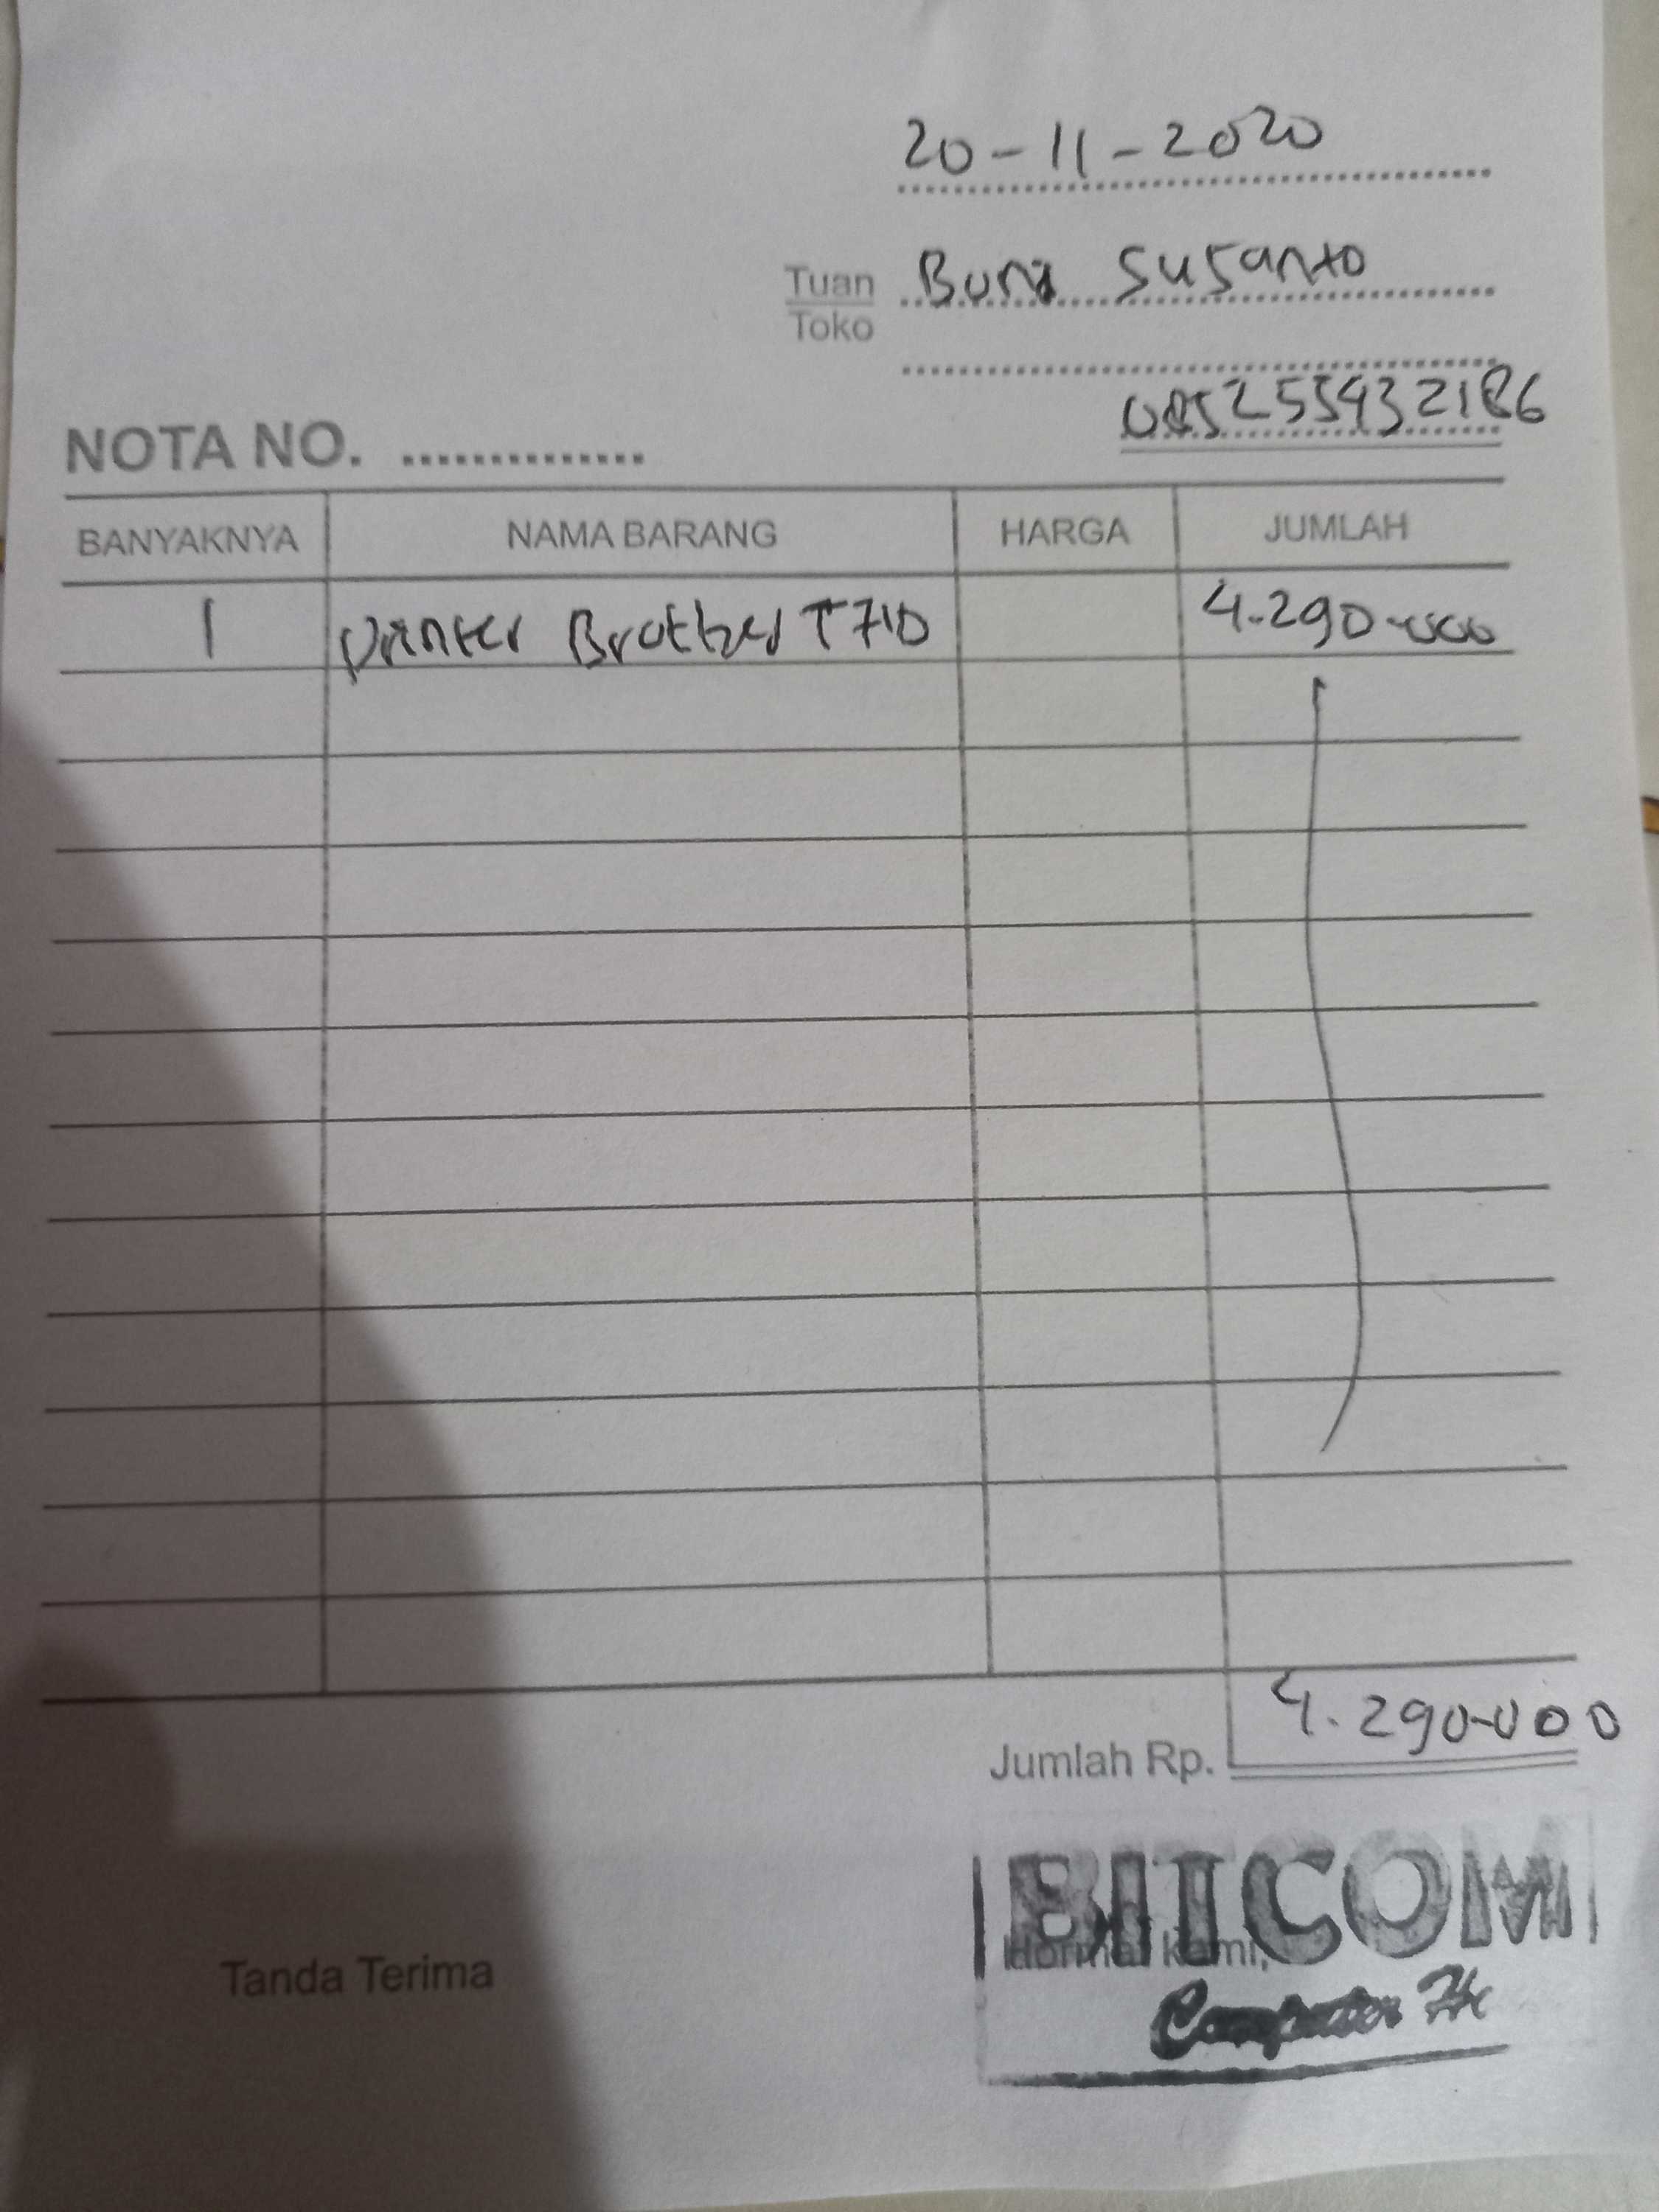 20-11-2020
Tuan Susanto
Toko
085255932186
NOTA NO. ..............
BANYAKNYA NAMA BARANG HARGA JUMLAH
1 Printer Brother T710 4.290.000
Jumlah Rp. 4.290.000
BITCOM
Tanda Terima Hormat kami,
Computer